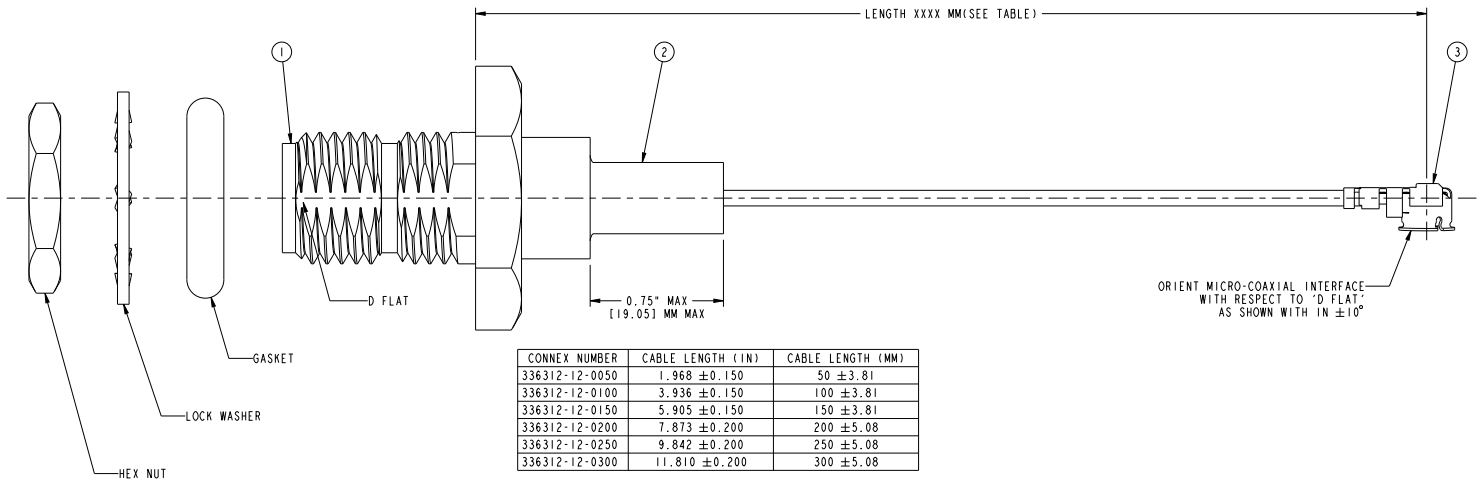 LENGTH XXXX MM(SEE TABLE)
1
2
3
D FLAT
0.75" MAX
[19.05] MM MAX
ORIENT MICRO-COAXIAL INTERFACE
WITH RESPECT TO 'D FLAT'
AS SHOWN WITH IN ±10°
GASKET
LOCK WASHER
HEX NUT
CONNEX NUMBER CABLE LENGTH (IN) CABLE LENGTH (MM)
336312-12-0050 1.968 ±0.150 50 ±3.81
336312-12-0100 3.936 ±0.150 100 ±3.81
336312-12-0150 5.905 ±0.150 150 ±3.81
336312-12-0200 7.873 ±0.200 200 ±5.08
336312-12-0250 9.842 ±0.200 250 ±5.08
336312-12-0300 11.810 ±0.200 300 ±5.08